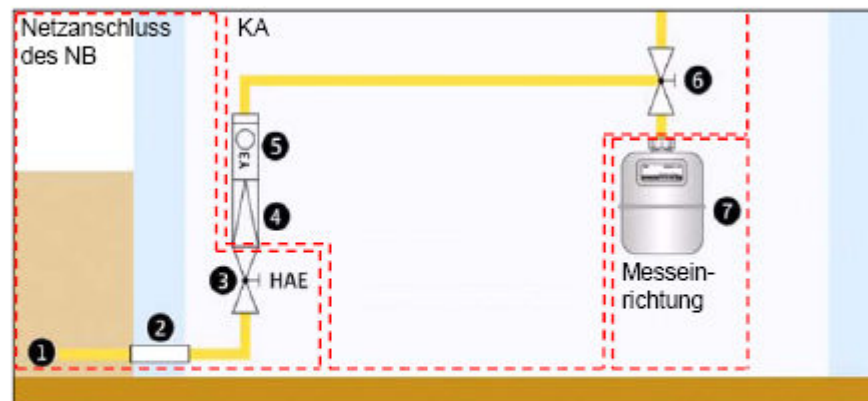 Netzanschluss
des NB
KA
6
5
EA
4
7
3
HAE
Messein-
richtung
2
1